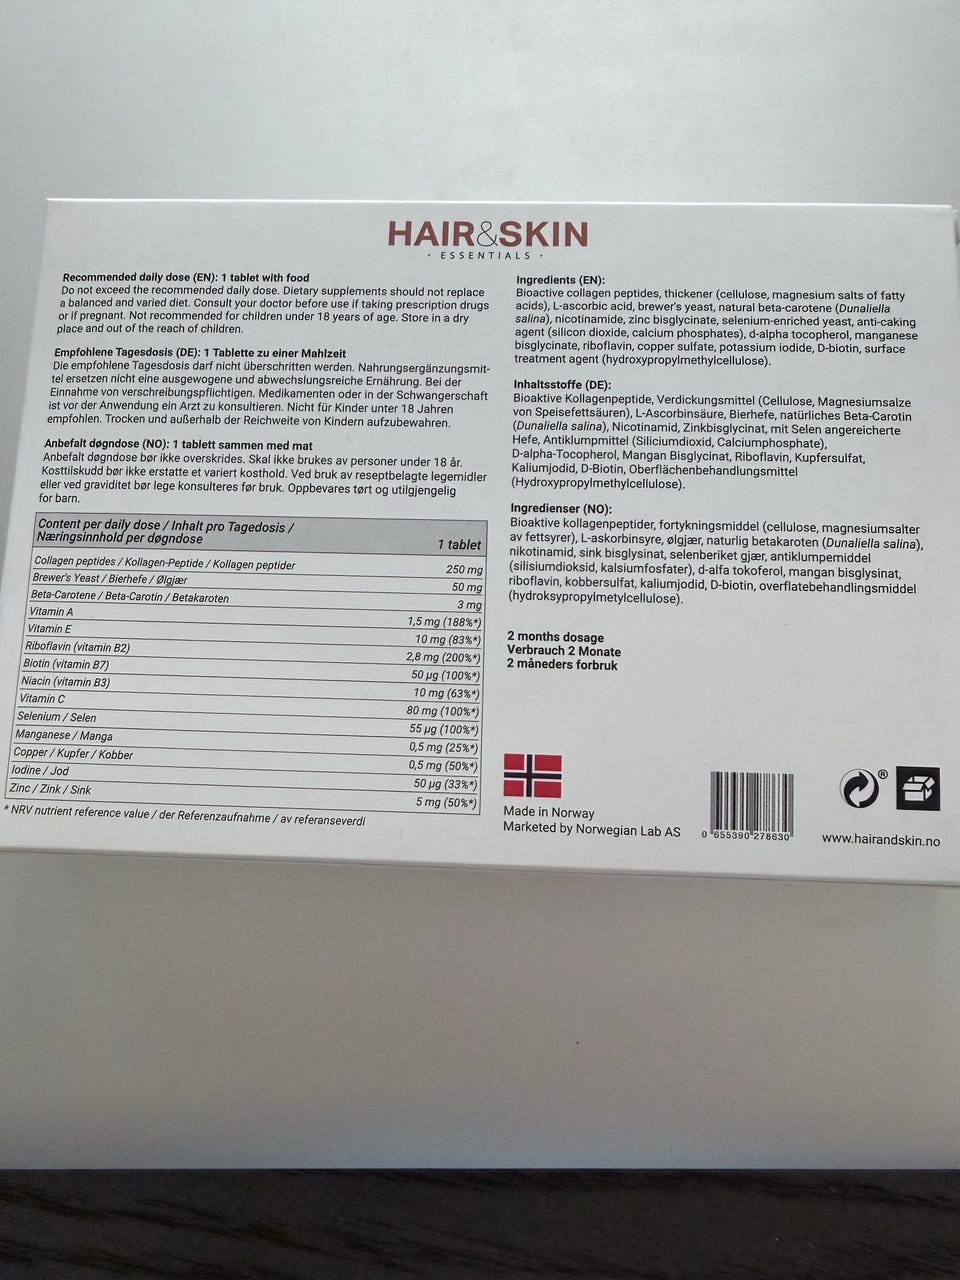 HAIR&SKIN
· ESSENTIALS ·
Recommended daily dose (EN): 1 tablet with food
Do not exceed the recommended daily dose. Dietary supplements should not replace
a balanced and varied diet. Consult your doctor before use if taking prescription drugs
or if pregnant. Not recommended for children under 18 years of age. Store in a dry
place and out of the reach of children.
Empfohlene Tagesdosis (DE): 1 Tablette zu einer Mahlzeit
Die empfohlene Tagesdosis darf nicht überschritten werden. Nahrungsergänzungsmit-
tel ersetzen nicht eine ausgewogene und abwechslungsreiche Ernährung. Bei der
Einnahme von verschreibungspflichtigen. Medikamenten oder in der Schwangerschaft
ist vor der Anwendung ein Arzt zu konsultieren. Nicht für Kinder unter 18 Jahren
empfohlen. Trocken und außerhalb der Reichweite von Kindern aufzubewahren.
Anbefalt døgndose (NO): 1 tablett sammen med mat
Anbefalt døgndose bør ikke overskrides. Skal ikke brukes av personer under 18 år.
Kosttilskudd bør ikke erstatte et variert kosthold. Ved bruk av reseptbelagte legemidler
eller ved graviditet bør lege konsulteres før bruk. Oppbevares tørt og utilgjengelig
for barn.
Content per daily dose / Inhalt pro Tagedosis /
Næringsinnhold per døgndose 1 tablet
Collagen peptides / Kollagen-Peptide / Kollagen peptider 250 mg
Brewer's Yeast / Bierhefe / Ølgjær 50 mg
Beta-Carotene / Beta-Carotin / Betakaroten 3 mg
Vitamin A 1,5 mg (188%*)
Vitamin E 10 mg (83%*)
Riboflavin (vitamin B2) 2,8 mg (200%*)
Biotin (vitamin B7) 50 µg (100%*)
Niacin (vitamin B3) 10 mg (63%*)
Vitamin C 80 mg (100%*)
Selenium / Selen 55 µg (100%*)
Manganese / Manga 0,5 mg (25%*)
Copper / Kupfer / Kobber 0,5 mg (50%*)
Iodine / Jod 50 µg (33%*)
Zinc / Zink / Sink 5 mg (50%*)
* NRV nutrient reference value / der Referenzaufnahme / av referanseverdi
Ingredients (EN):
Bioactive collagen peptides, thickener (cellulose, magnesium salts of fatty
acids), L-ascorbic acid, brewer's yeast, natural beta-carotene (Dunaliella
salina), nicotinamide, zinc bisglycinate, selenium-enriched yeast, anti-caking
agent (silicon dioxide, calcium phosphates), d-alpha tocopherol, manganese
bisglycinate, riboflavin, copper sulfate, potassium iodide, D-biotin, surface
treatment agent (hydroxypropylmethylcellulose).
Inhaltsstoffe (DE):
Bioaktive Kollagenpeptide, Verdickungsmittel (Cellulose, Magnesiumsalze
von Speisefettsäuren), L-Ascorbinsäure, Bierhefe, natürliches Beta-Carotin
(Dunaliella salina), Nicotinamid, Zinkbisglycinat, mit Selen angereicherte
Hefe, Antiklumpmittel (Siliciumdioxid, Calciumphosphate),
D-alpha-Tocopherol, Mangan Bisglycinat, Riboflavin, Kupfersulfat,
Kaliumjodid, D-Biotin, Oberflächenbehandlungsmittel
(Hydroxypropylmethylcellulose).
Ingredienser (NO):
Bioaktive kollagenpeptider, fortykningsmiddel (cellulose, magnesiumsalter
av fettsyrer), L-askorbinsyre, ølgjær, naturlig betakaroten (Dunaliella salina),
nikotinamid, sink bisglysinat, selenberiket gjær, antiklumpemiddel
(silisiumdioksid, kalsiumfosfater), d-alfa tokoferol, mangan bisglysinat,
riboflavin, kobbersulfat, kaliumjodid, D-biotin, overflatebehandlingsmiddel
(hydroksypropylmetylcellulose).
2 months dosage
Verbrauch 2 Monate
2 måneders forbruk
Made in Norway
Marketed by Norwegian Lab AS
0 655390 278630
®
www.hairandskin.no